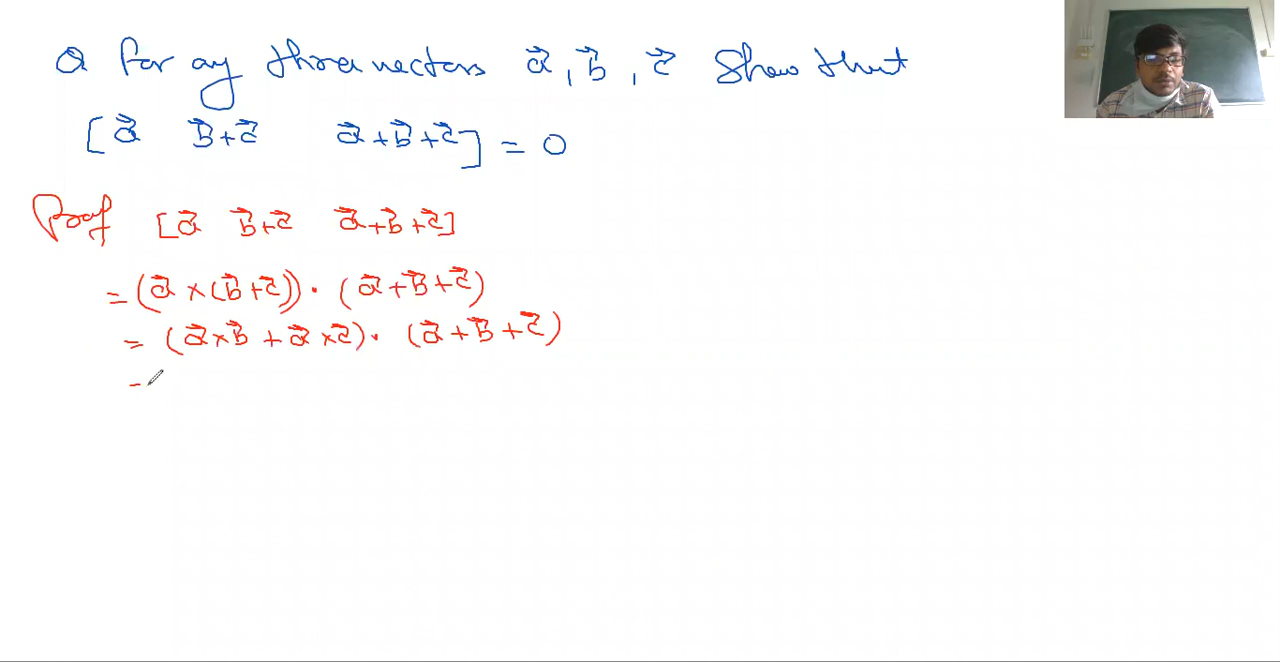 Q For any three vectors a⃗, b⃗, c⃗ Show that
[a⃗ b⃗+c⃗ a⃗+b⃗+c⃗] = 0
Proof [a⃗ b⃗+c⃗ a⃗+b⃗+c⃗]
= (a⃗ × (b⃗+c⃗)) · (a⃗+b⃗+c⃗)
= (a⃗×b⃗ + a⃗×c⃗) · (a⃗+b⃗+c⃗)
-